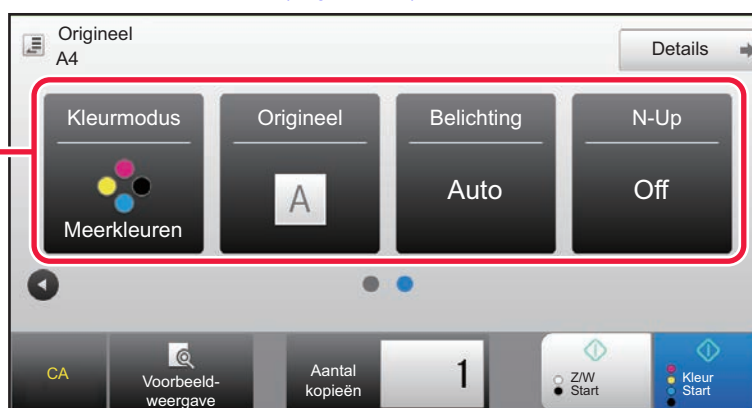 Origineel
A4
Details
Kleurmodus
Origineel
Belichting
N-Up
A
Auto
Off
Meerkleuren
CA
Voorbeeld-
weergave
Aantal
kopieën
1
Z/W
Start
Kleur
Start